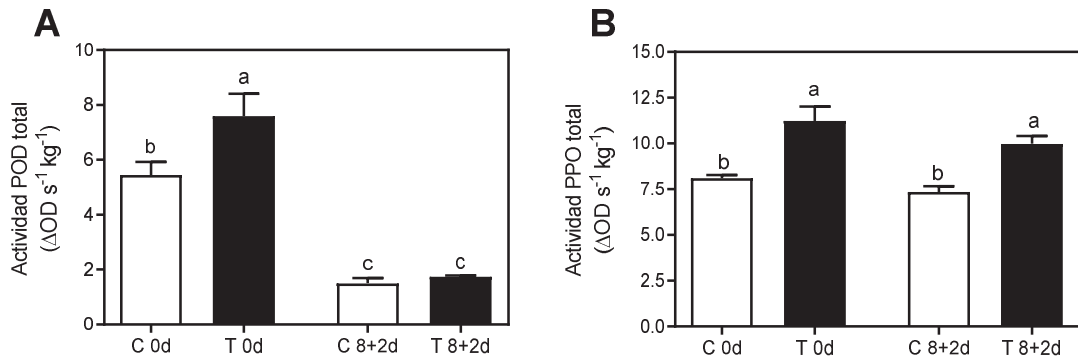 A
Actividad POD total
(ΔOD s⁻¹ kg⁻¹)
10
8
6
4
2
0
b
a
c
c
C 0d
T 0d
C 8+2d
T 8+2d
B
Actividad PPO total
(ΔOD s⁻¹ kg⁻¹)
15.0
12.5
10.0
7.5
5.0
2.5
0.0
b
a
b
a
C 0d
T 0d
C 8+2d
T 8+2d